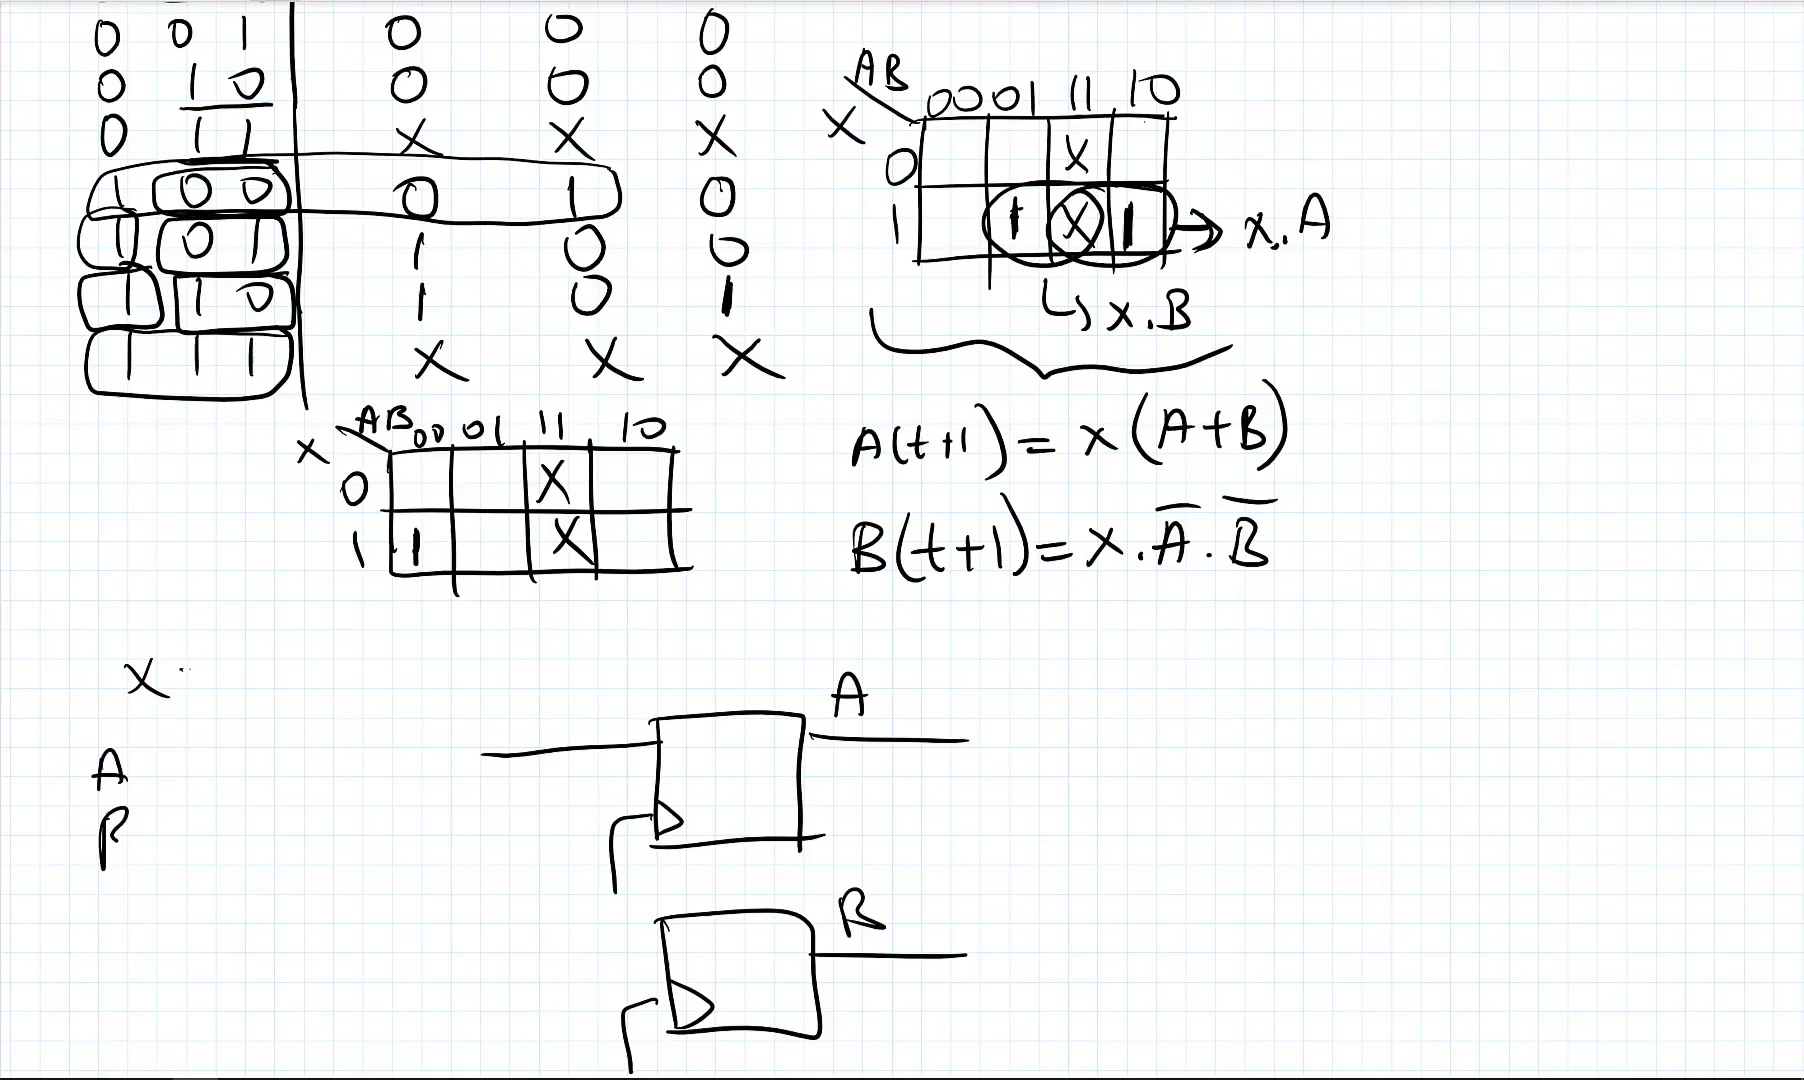 0 0 1 0 0 0
0 1 0 0 0 0
0 1 1 X X X
1 0 0 0 1 0
1 0 1 1 0 0
1 1 0 1 0 1
1 1 1 X X X
AB
X 00 01 11 10
0 X
1 1 X 1 → x.A
↳ x.B
AB
x 00 01 11 10
0 X
1 1 X
A(t+1) = x(A+B)
B(t+1) = x.A̅.B̅
X
A
A
B